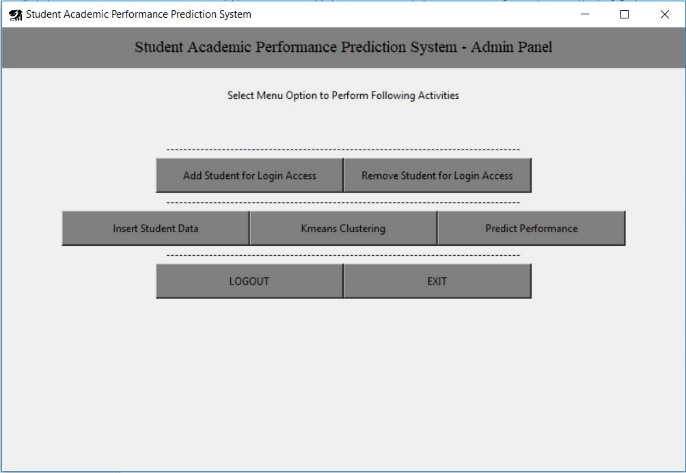 Student Academic Performance Prediction System
Student Academic Performance Prediction System - Admin Panel
Select Menu Option to Perform Following Activities
--------------------------------------------------------------------------------------
Add Student for Login Access Remove Student for Login Access
--------------------------------------------------------------------------------------
Insert Student Data Kmeans Clustering Predict Performance
--------------------------------------------------------------------------------------
LOGOUT EXIT